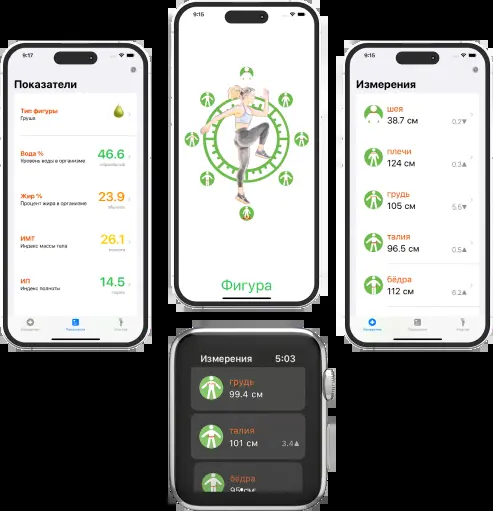 9:17
Показатели
Тип фигуры
Груша
Вода %
Уровень воды в организме
46.6
нормальный
Жир %
Процент жира в организме
23.9
обычное
ИМТ
Индекс массы тела
26.1
ИП
Индекс полноты
14.5
Показатели
9:15
Фигура
9:15
Измерения
шея
38.7 см
0.2▼
плечи
124 см
0.3▲
грудь
105 см
5.5▼
талия
96.5 см
0.5▲
бёдра
112 см
6.2▲
Измерения 5:03
грудь
99.4 см
талия
101 см
3.4▲
бёдра
95 см